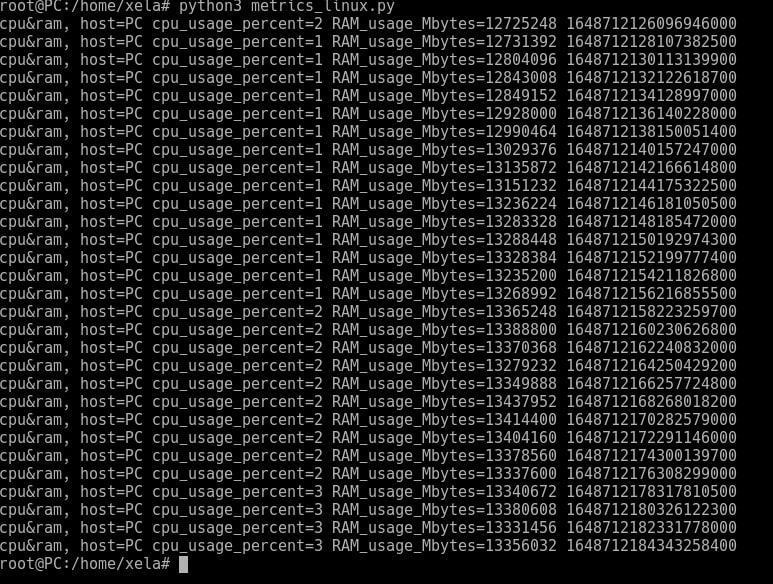 root@PC:/home/xela# python3 metrics_linux.py
cpu&ram, host=PC cpu_usage_percent=2 RAM_usage_Mbytes=12725248 1648712126096946000
cpu&ram, host=PC cpu_usage_percent=1 RAM_usage_Mbytes=12731392 1648712128107382500
cpu&ram, host=PC cpu_usage_percent=1 RAM_usage_Mbytes=12804096 1648712130113139900
cpu&ram, host=PC cpu_usage_percent=1 RAM_usage_Mbytes=12843008 1648712132122618700
cpu&ram, host=PC cpu_usage_percent=1 RAM_usage_Mbytes=12849152 1648712134128997000
cpu&ram, host=PC cpu_usage_percent=1 RAM_usage_Mbytes=12928000 1648712136140228000
cpu&ram, host=PC cpu_usage_percent=1 RAM_usage_Mbytes=12990464 1648712138150051400
cpu&ram, host=PC cpu_usage_percent=1 RAM_usage_Mbytes=13029376 1648712140157247000
cpu&ram, host=PC cpu_usage_percent=1 RAM_usage_Mbytes=13135872 1648712142166614800
cpu&ram, host=PC cpu_usage_percent=1 RAM_usage_Mbytes=13151232 1648712144175322500
cpu&ram, host=PC cpu_usage_percent=1 RAM_usage_Mbytes=13236224 1648712146181050500
cpu&ram, host=PC cpu_usage_percent=1 RAM_usage_Mbytes=13283328 1648712148185472000
cpu&ram, host=PC cpu_usage_percent=1 RAM_usage_Mbytes=13288448 1648712150192974300
cpu&ram, host=PC cpu_usage_percent=1 RAM_usage_Mbytes=13328384 1648712152199777400
cpu&ram, host=PC cpu_usage_percent=1 RAM_usage_Mbytes=13235200 1648712154211826800
cpu&ram, host=PC cpu_usage_percent=1 RAM_usage_Mbytes=13268992 1648712156216855500
cpu&ram, host=PC cpu_usage_percent=2 RAM_usage_Mbytes=13365248 1648712158223259700
cpu&ram, host=PC cpu_usage_percent=2 RAM_usage_Mbytes=13388800 1648712160230626800
cpu&ram, host=PC cpu_usage_percent=2 RAM_usage_Mbytes=13370368 1648712162240832000
cpu&ram, host=PC cpu_usage_percent=2 RAM_usage_Mbytes=13279232 1648712164250429200
cpu&ram, host=PC cpu_usage_percent=2 RAM_usage_Mbytes=13349888 1648712166257724800
cpu&ram, host=PC cpu_usage_percent=2 RAM_usage_Mbytes=13437952 1648712168268018200
cpu&ram, host=PC cpu_usage_percent=2 RAM_usage_Mbytes=13414400 1648712170282579000
cpu&ram, host=PC cpu_usage_percent=2 RAM_usage_Mbytes=13404160 1648712172291146000
cpu&ram, host=PC cpu_usage_percent=2 RAM_usage_Mbytes=13378560 1648712174300139700
cpu&ram, host=PC cpu_usage_percent=2 RAM_usage_Mbytes=13337600 1648712176308299000
cpu&ram, host=PC cpu_usage_percent=3 RAM_usage_Mbytes=13340672 1648712178317810500
cpu&ram, host=PC cpu_usage_percent=3 RAM_usage_Mbytes=13380608 1648712180326122300
cpu&ram, host=PC cpu_usage_percent=3 RAM_usage_Mbytes=13331456 1648712182331778000
cpu&ram, host=PC cpu_usage_percent=3 RAM_usage_Mbytes=13356032 1648712184343258400
root@PC:/home/xela#